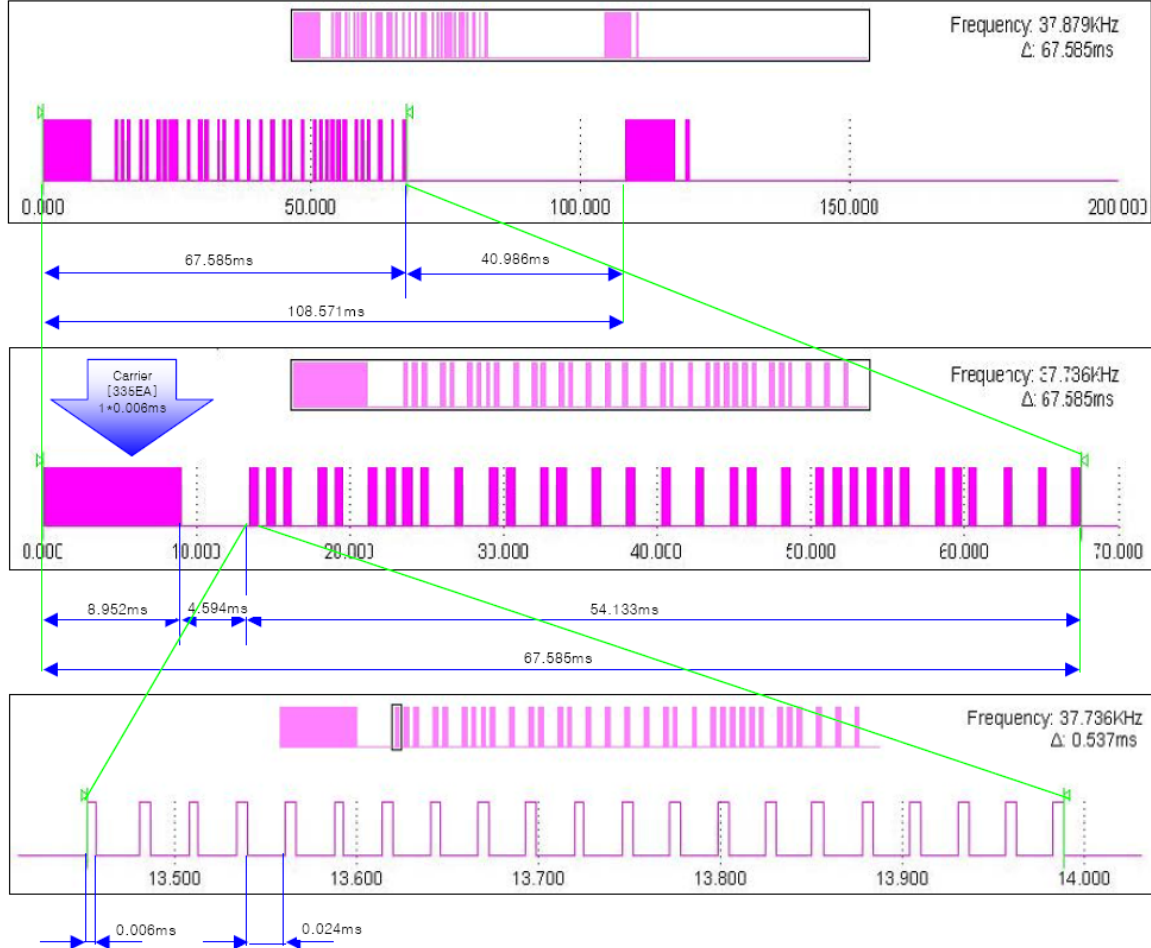 Frequency: 37.879KHz
Δ: 67.585ms
0.000 50.000 100.000 150.000 200.000
67.585ms 40.986ms
108.571ms
Carrier
[335EA]
1*0.006ms
Frequency: 37.736KHz
Δ: 67.585ms
0.000 10.000 20.000 30.000 40.000 50.000 60.000 70.000
8.952ms 4.594ms 54.133ms
67.585ms
Frequency: 37.736KHz
Δ: 0.537ms
13.500 13.600 13.700 13.800 13.900 14.000
0.006ms 0.024ms